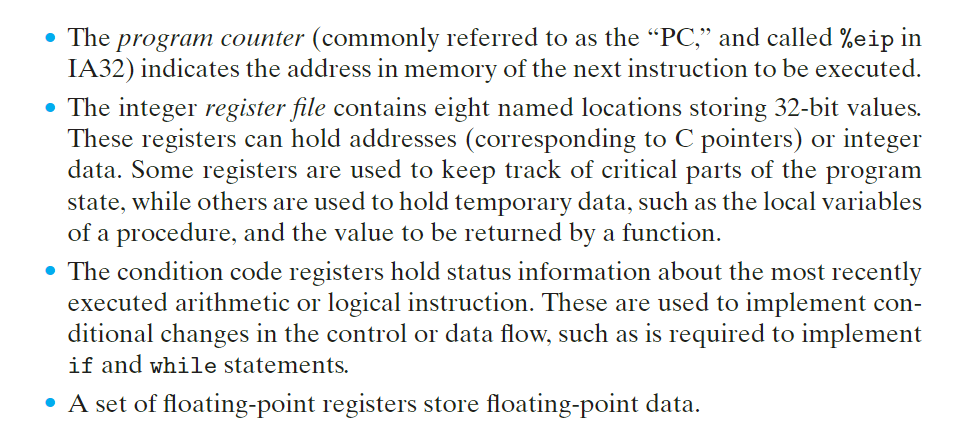 • The program counter (commonly referred to as the “PC,” and called %eip in
IA32) indicates the address in memory of the next instruction to be executed.
• The integer register file contains eight named locations storing 32-bit values.
These registers can hold addresses (corresponding to C pointers) or integer
data. Some registers are used to keep track of critical parts of the program
state, while others are used to hold temporary data, such as the local variables
of a procedure, and the value to be returned by a function.
• The condition code registers hold status information about the most recently
executed arithmetic or logical instruction. These are used to implement con-
ditional changes in the control or data flow, such as is required to implement
if and while statements.
• A set of floating-point registers store floating-point data.